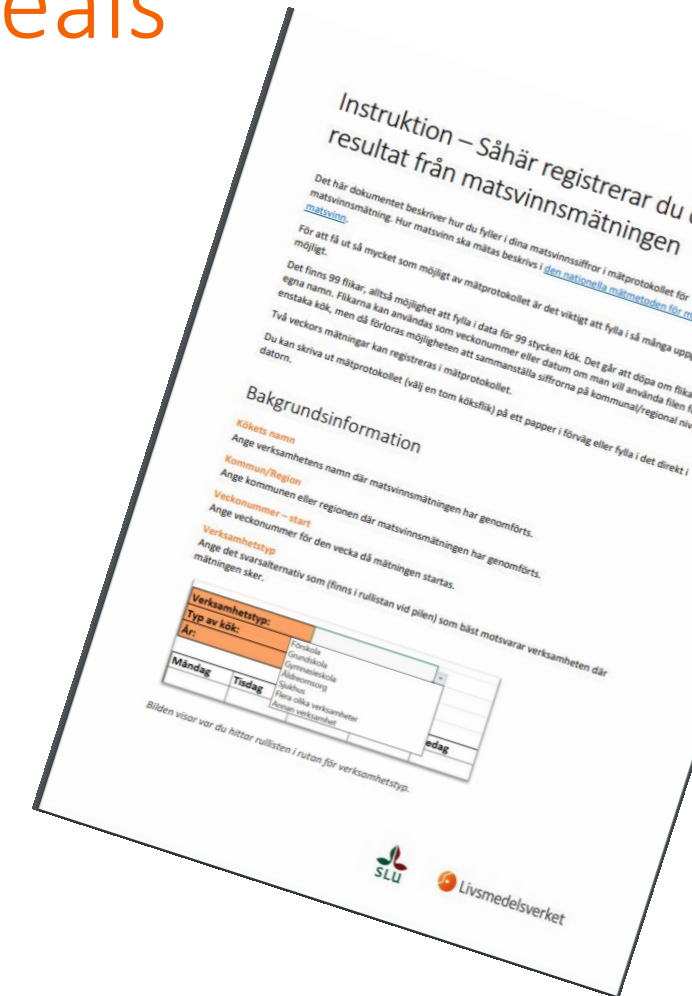 eals
Instruktion – Såhär registrerar du
resultat från matsvinnsmätningen
Det här dokumentet beskriver hur du fyller i dina matsvinnssiffror i mätprotokollet för
matsvinnsmätning. Hur matsvinn ska mätas beskrivs i den nationella mätmetoden för
matsvinn.
För att få ut så mycket som möjligt av mätprotokollet är det viktigt att fylla i så många
möjligt.
Det finns 99 flikar, alltså möjlighet att fylla i data för 99 stycken kök. Det går att döpa om
egna namn. Flikarna kan användas som veckonummer eller datum om man vill använda filen
enstaka kök, men då förloras möjligheten att sammanställa siffrorna på kommunal/regional
Två veckors mätningar kan registreras i mätprotokollet.
Du kan skriva ut mätprotokollet (välj en tom köksflik) på ett papper i förväg eller fylla i det direkt i
datorn.
Bakgrundsinformation
Kökets namn
Ange verksamhetens namn där matsvinnsmätningen har genomförts.
Kommun/Region
Ange kommunen eller regionen där matsvinnsmätningen har genomförts.
Veckonummer – start
Ange veckonummer för den vecka då mätningen startas.
Verksamhetstyp
Ange det svarsalternativ som (finns i rullistan vid pilen) som bäst motsvarar verksamheten där
mätningen sker.
Verksamhetstyp:
Typ av kök:
År:
Förskola
Grundskola
Gymnasieskola
Äldreomsorg
Sjukhus
Flera olika verksamheter
Annan verksamhet
Måndag Tisdag edag
Bilden visar var du hittar rullisten i rutan för verksamhetstyp.
SLU Livsmedelsverket